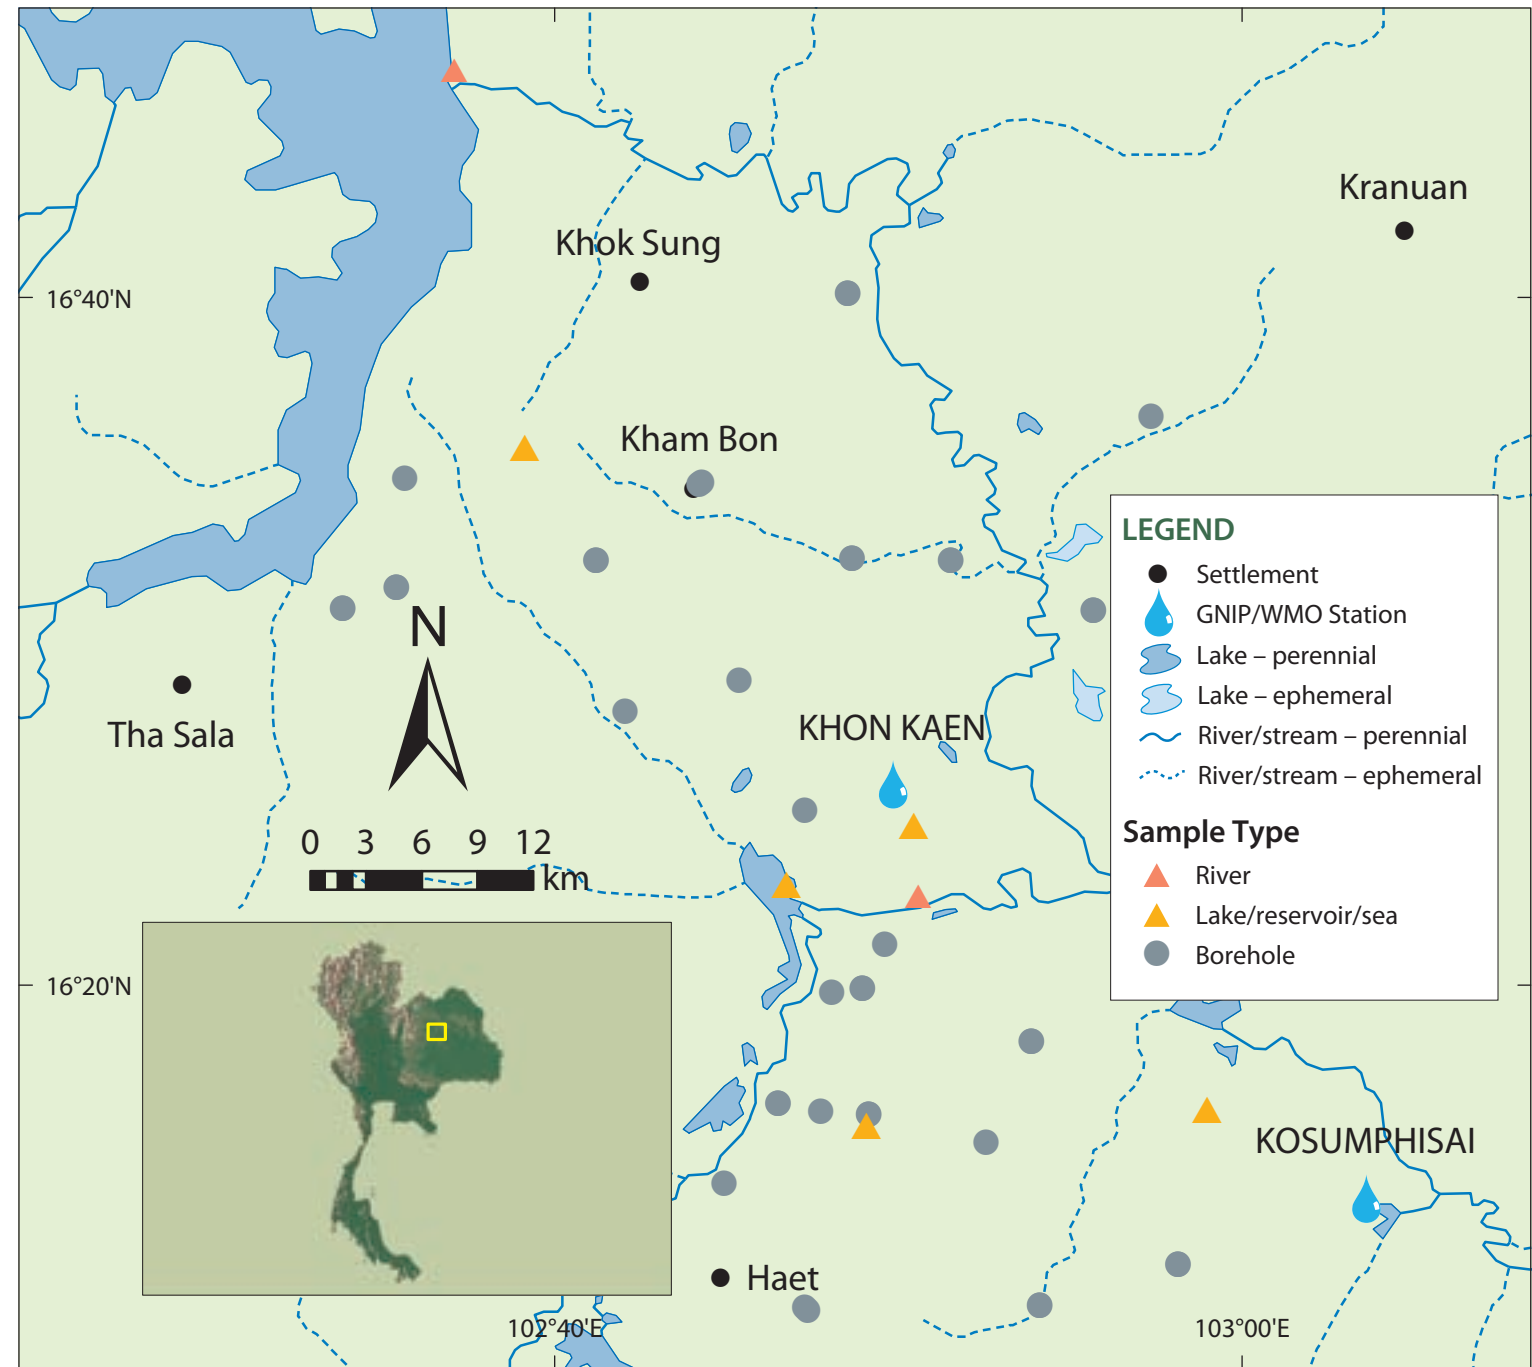 Kranuan
Khok Sung
16°40'N
Kham Bon
LEGEND
Settlement
GNIP/WMO Station
Lake – perennial
Lake – ephemeral
River/stream – perennial
River/stream – ephemeral
Sample Type
River
Lake/reservoir/sea
Borehole
N
Tha Sala
KHON KAEN
0 3 6 9 12
km
16°20'N
KOSUMPHISAI
Haet
102°40'E
103°00'E